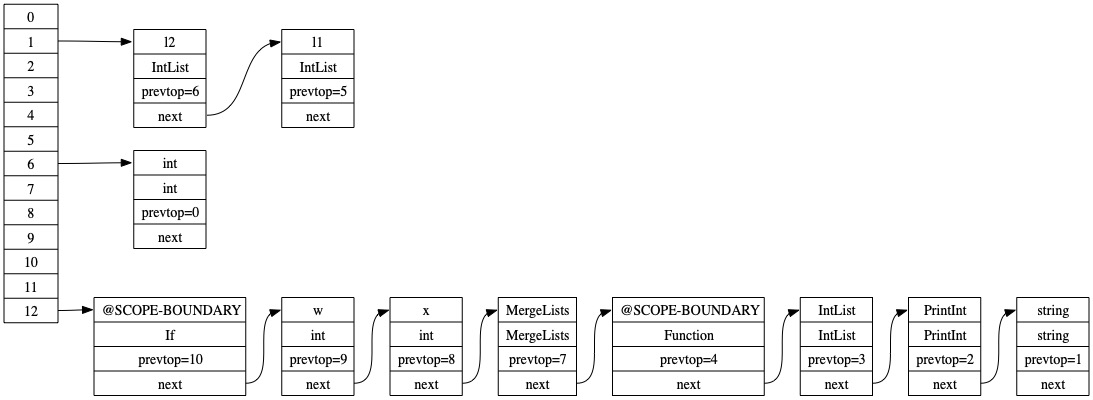 0
1
2
3
4
5
6
7
8
9
10
11
12
l2
IntList
prevtop=6
next
l1
IntList
prevtop=5
next
int
int
prevtop=0
next
@SCOPE-BOUNDARY
If
prevtop=10
next
w
int
prevtop=9
next
x
int
prevtop=8
next
MergeLists
MergeLists
prevtop=7
next
@SCOPE-BOUNDARY
Function
prevtop=4
next
IntList
IntList
prevtop=3
next
PrintInt
PrintInt
prevtop=2
next
string
string
prevtop=1
next